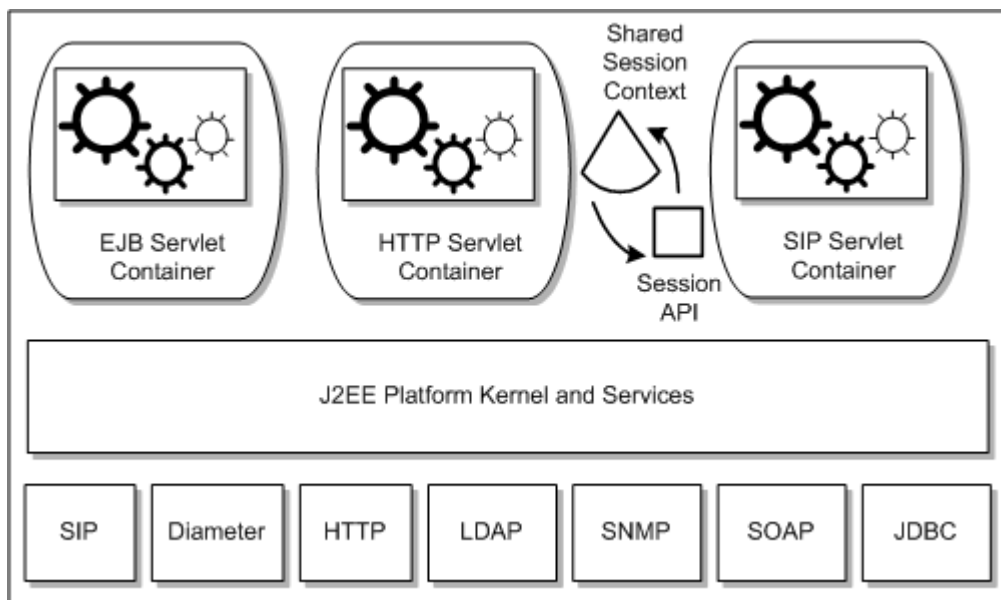 Shared
Session
Context
EJB Servlet
Container
HTTP Servlet
Container
Session
API
SIP Servlet
Container
J2EE Platform Kernel and Services
SIP
Diameter
HTTP
LDAP
SNMP
SOAP
JDBC